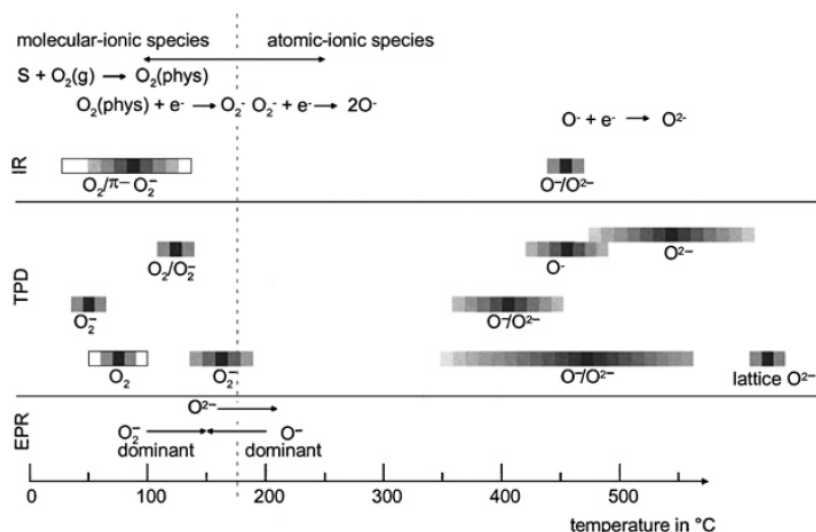 molecular-ionic species atomic-ionic species
S + O₂(g) → O₂(phys)
O₂(phys) + e⁻ → O₂⁻ O₂⁻ + e⁻ → 2O⁻
O⁻ + e⁻ → O²⁻
IR
O₂/π– O₂⁻
O⁻/O²⁻
TPD
O₂/O₂⁻
O⁻
O²⁻
O₂⁻
O⁻/O²⁻
O₂
O₂⁻
O⁻/O²⁻
lattice O²⁻
EPR
O²⁻ →
O₂⁻ O⁻
dominant dominant
0 100 200 300 400 500
temperature in °C